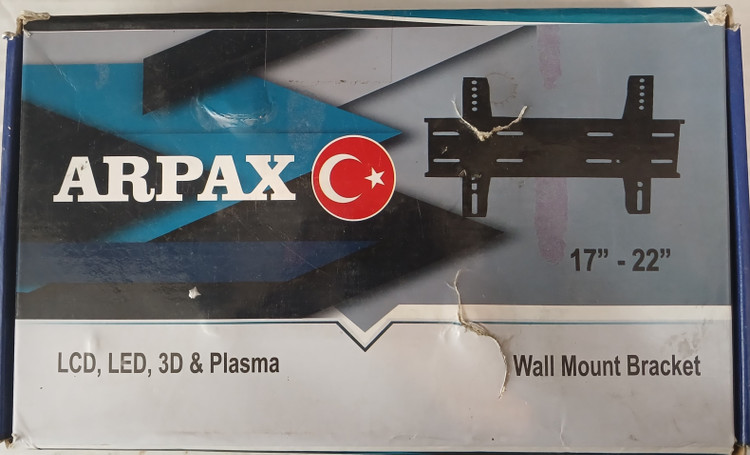 ARPAX
17” - 22”
LCD, LED, 3D & Plasma
Wall Mount Bracket